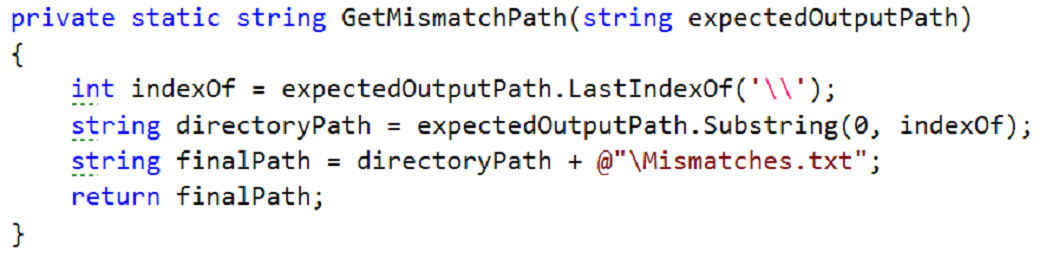 private static string GetMismatchPath(string expectedOutputPath)
{
    int indexOf = expectedOutputPath.LastIndexOf('\\');
    string directoryPath = expectedOutputPath.Substring(0, indexOf);
    string finalPath = directoryPath + @"\Mismatches.txt";
    return finalPath;
}